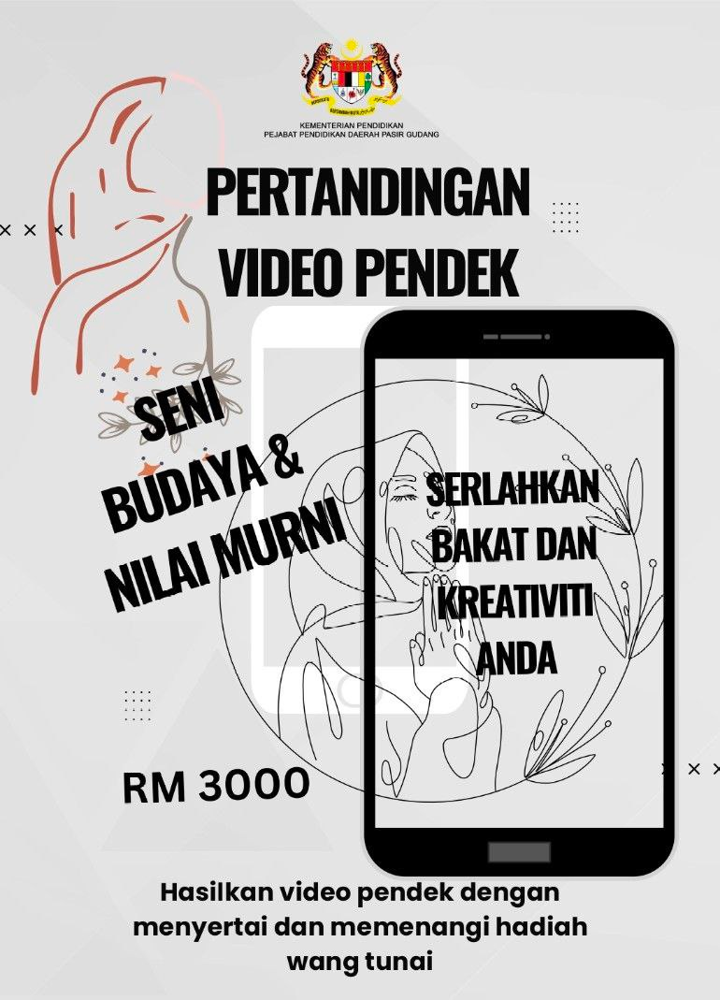 KEMENTERIAN PENDIDIKAN
PEJABAT PENDIDIKAN DAERAH PASIR GUDANG
PERTANDINGAN
VIDEO PENDEK
SENI
BUDAYA &
NILAI MURNI
SERLAHKAN
BAKAT DAN
KREATIVITI
ANDA
RM 3000
Hasilkan video pendek dengan
menyertai dan memenangi hadiah
wang tunai